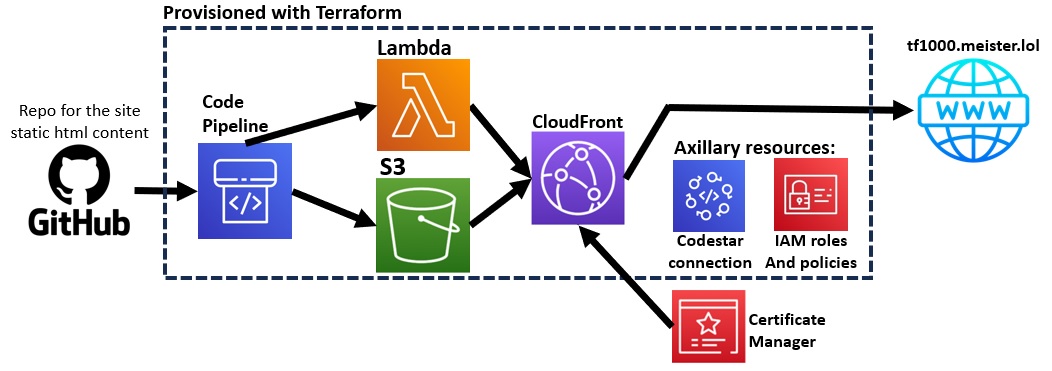 Provisioned with Terraform
tf1000.meister.lol
Lambda
Repo for the site
static html content
Code
Pipeline
WWW
CloudFront
Axillary resources:
S3
</>
</>
GitHub
Codestar
connection
IAM roles
And policies
Certificate
Manager